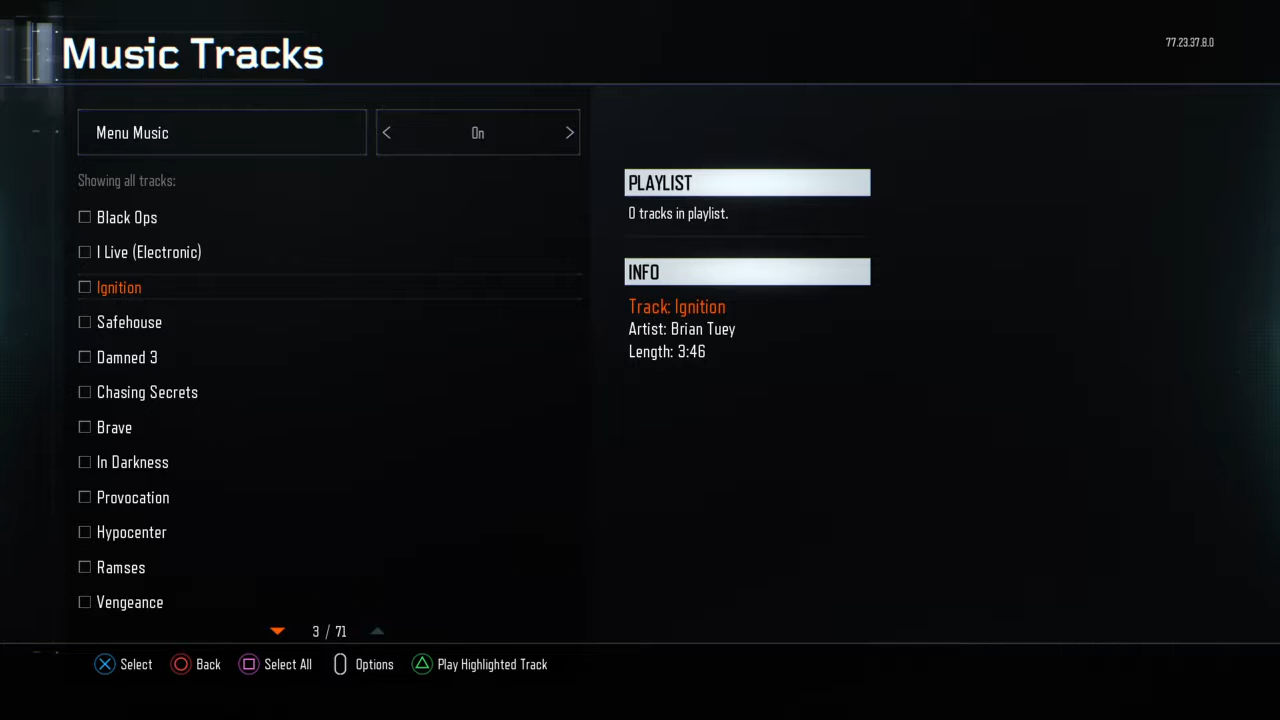 Music Tracks
77.23.37.8.0
Menu Music
On
Showing all tracks:
Black Ops
I Live (Electronic)
Ignition
Safehouse
Damned 3
Chasing Secrets
Brave
In Darkness
Provocation
Hypocenter
Ramses
Vengeance
3 / 71
PLAYLIST
0 tracks in playlist.
INFO
Track: Ignition
Artist: Brian Tuey
Length: 3:46
Select Back Select All Options Play Highlighted Track